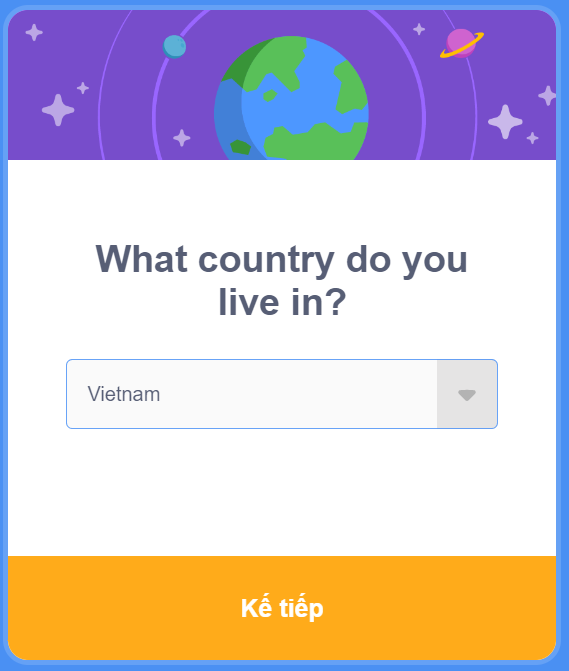 What country do you
live in?
Vietnam
Kế tiếp